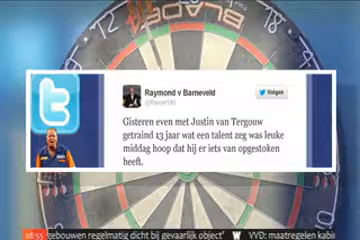 BLADE
Raymond v Barneveld
@Raybar180
Volgen
Gisteren even met Justin van Tergouw
getraind 13 jaar wat een talent zeg was leuke
middag hoop dat hij er iets van opgestoken
heeft.
08:55 gebouwen regelmatig dicht bij gevaarlijk object' W VVD: maatregelen kabin